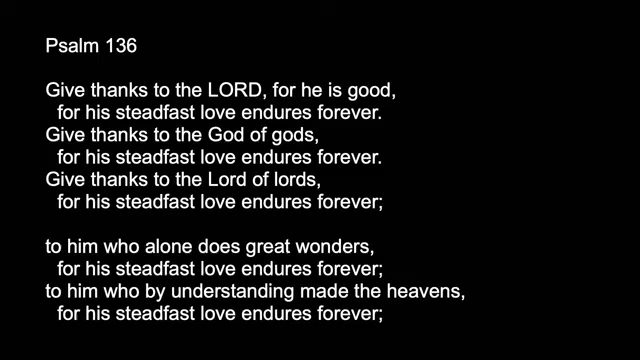 Psalm 136
Give thanks to the LORD, for he is good,
for his steadfast love endures forever.
Give thanks to the God of gods,
for his steadfast love endures forever.
Give thanks to the Lord of lords,
for his steadfast love endures forever;
to him who alone does great wonders,
for his steadfast love endures forever;
to him who by understanding made the heavens,
for his steadfast love endures forever;